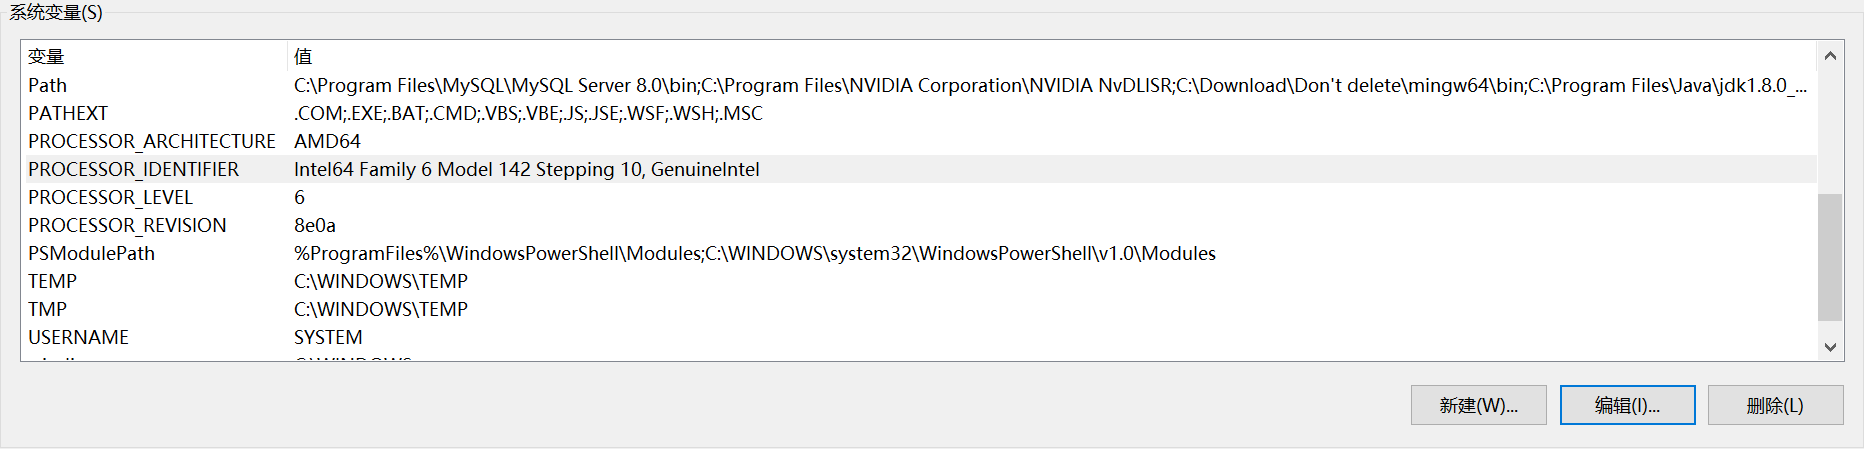 系统变量(S)
变量 值
Path C:\Program Files\MySQL\MySQL Server 8.0\bin;C:\Program Files\NVIDIA Corporation\NVIDIA NvDLISR;C:\Download\Don't delete\mingw64\bin;C:\Program Files\Java\jdk1.8.0_...
PATHEXT .COM;.EXE;.BAT;.CMD;.VBS;.VBE;.JS;.JSE;.WSF;.WSH;.MSC
PROCESSOR_ARCHITECTURE AMD64
PROCESSOR_IDENTIFIER Intel64 Family 6 Model 142 Stepping 10, GenuineIntel
PROCESSOR_LEVEL 6
PROCESSOR_REVISION 8e0a
PSModulePath %ProgramFiles%\WindowsPowerShell\Modules;C:\WINDOWS\system32\WindowsPowerShell\v1.0\Modules
TEMP C:\WINDOWS\TEMP
TMP C:\WINDOWS\TEMP
USERNAME SYSTEM
新建(W)... 编辑(I)... 删除(L)